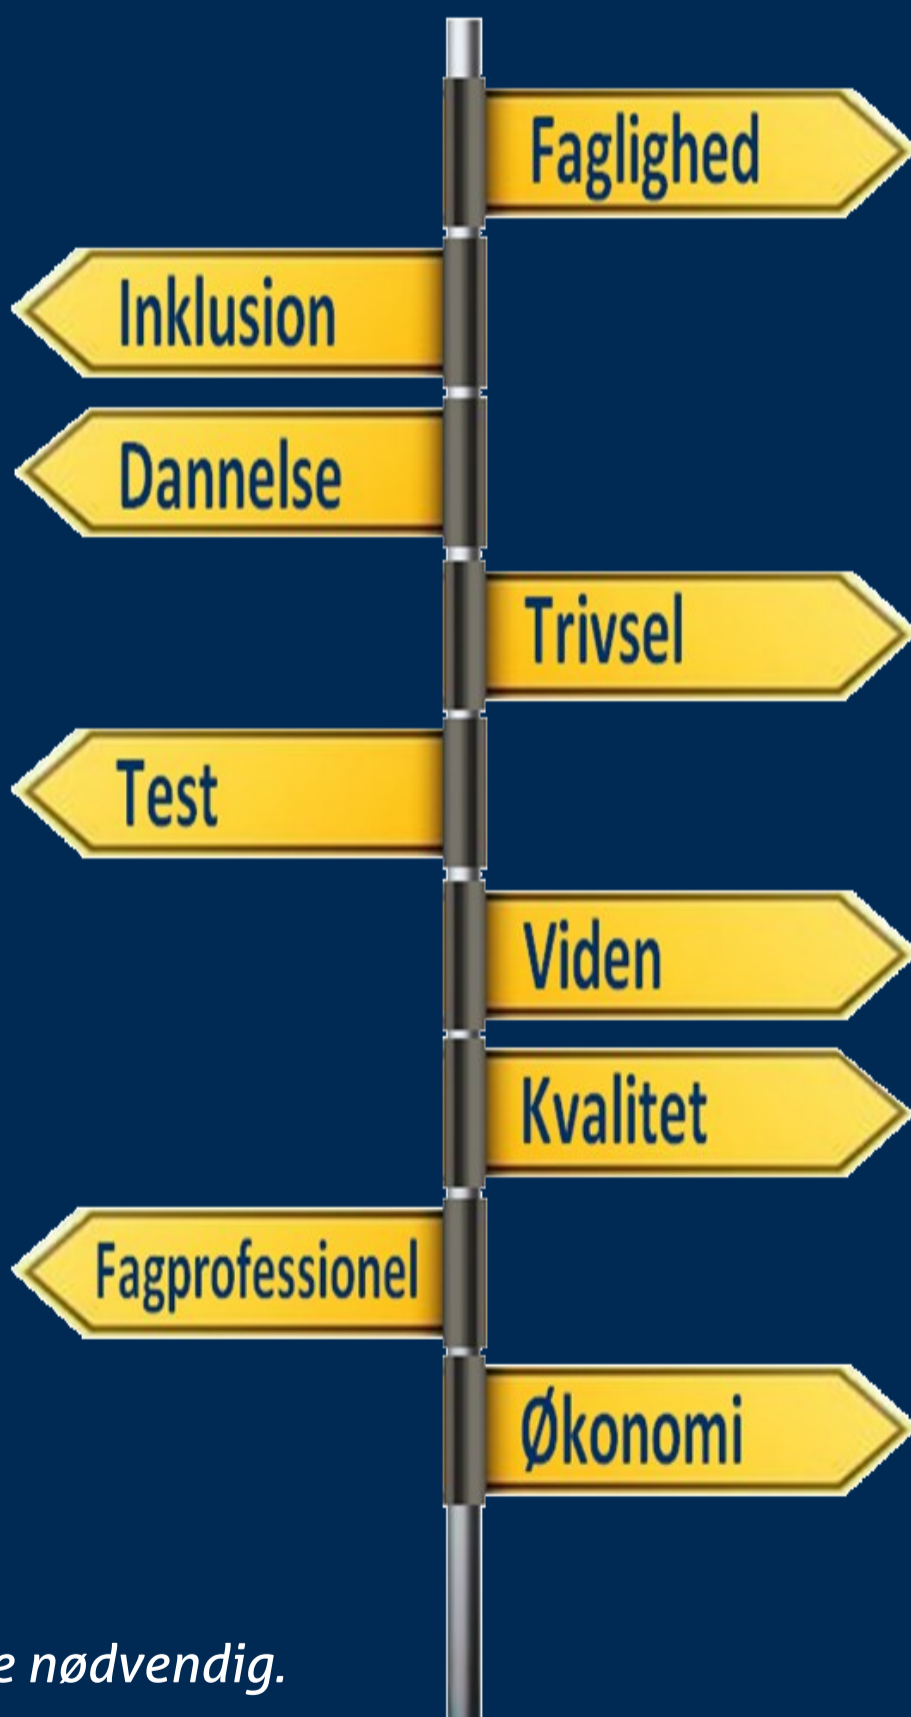 Faglighed
Inklusion
Dannelse
Trivsel
Test
Viden
Kvalitet
Fagprofessionel
Økonomi
nødvendig.